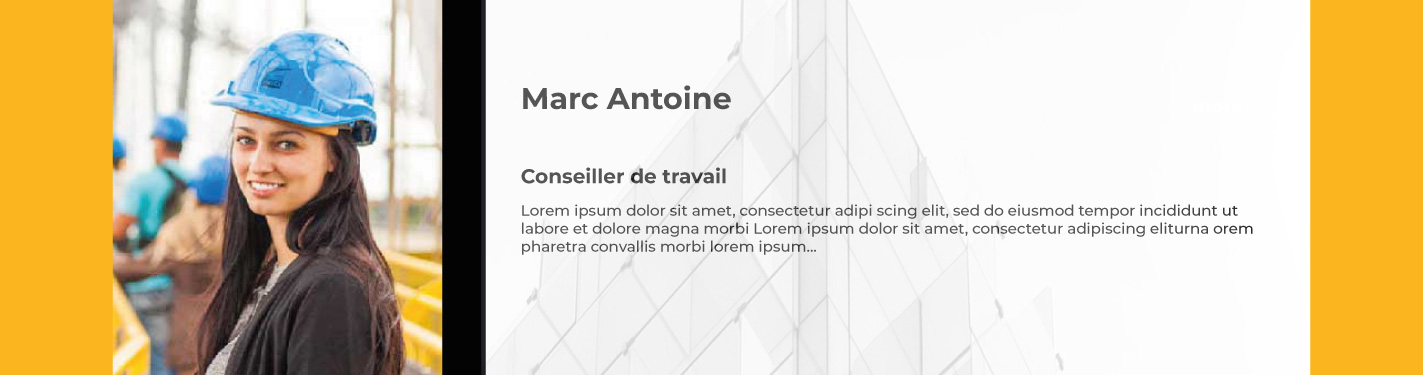 Marc Antoine
Conseiller de travail
Lorem ipsum dolor sit amet, consectetur adipi scing elit, sed do eiusmod tempor incididunt ut
labore et dolore magna morbi Lorem ipsum dolor sit amet, consectetur adipiscing eliturna orem
pharetra convallis morbi lorem ipsum...